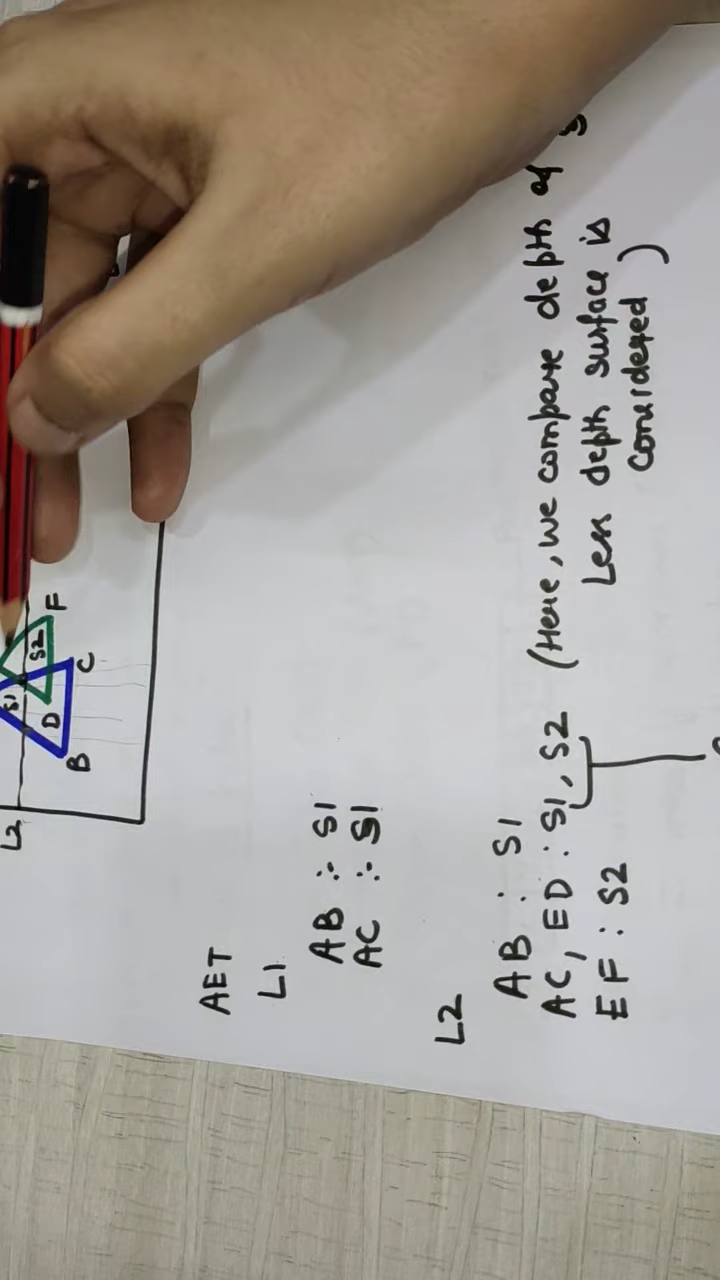 L2
S1
S2
D
F
B
C
AET
L1
AB : S1
AC : S1
L2
AB : S1
AC, ED : S1, S2 (Here, we compare depth of
Less depth surface is
Considered )
EF : S2